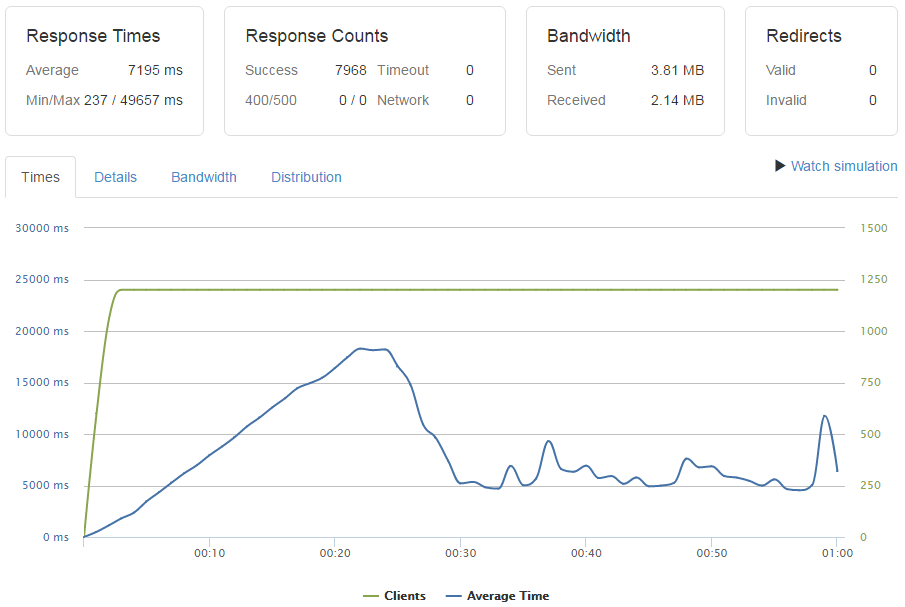 Response Times
Average 7195 ms
Min/Max 237 / 49657 ms
Response Counts
Success 7968 Timeout 0
400/500 0 / 0 Network 0
Bandwidth
Sent 3.81 MB
Received 2.14 MB
Redirects
Valid 0
Invalid 0
Times Details Bandwidth Distribution
Watch simulation
30000 ms 1500
25000 ms 1250
20000 ms 1000
15000 ms 750
10000 ms 500
5000 ms 250
0 ms 0
00:10 00:20 00:30 00:40 00:50 01:00
Clients Average Time